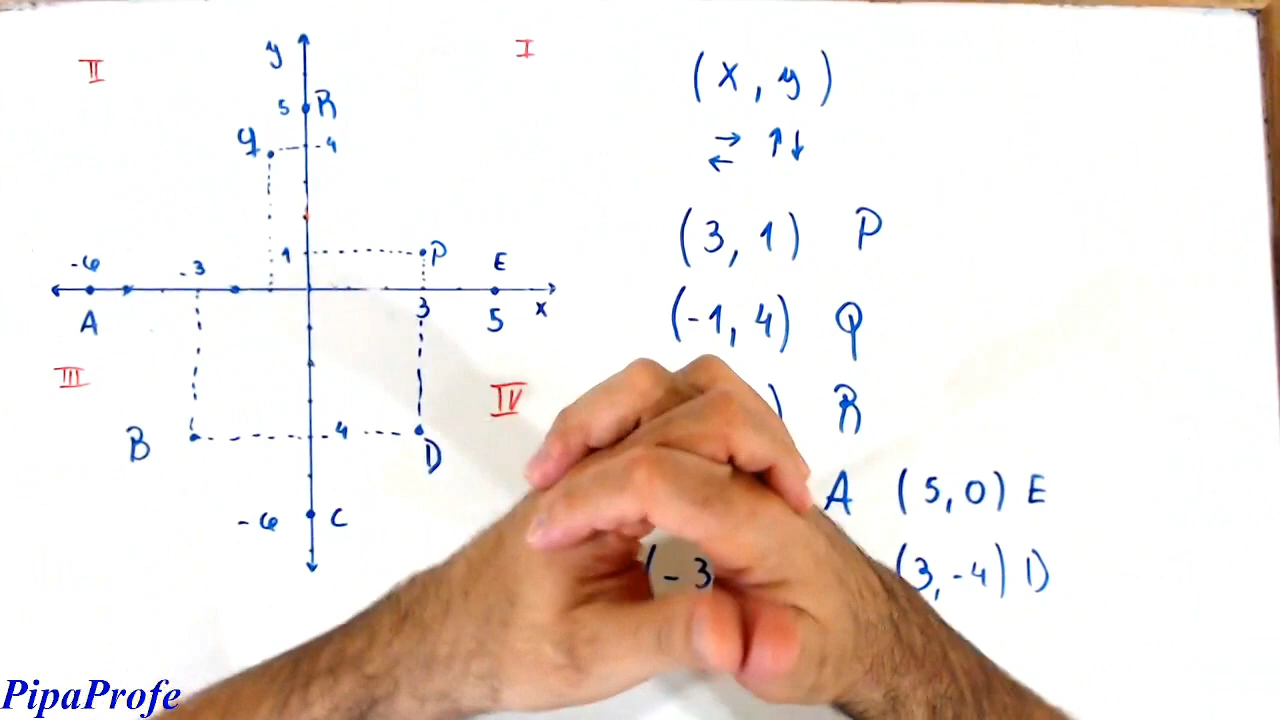 II
I
y
5 R
Q
-4
1
P
-6
-3
E
A
3
5
x
III
IV
B
4
D
-6
C
(x, y)
→ ↑↓
←
(3, 1) P
(-1, 4) Q
) R
A (5, 0) E
(-3
(3, -4) D
PipaProfe